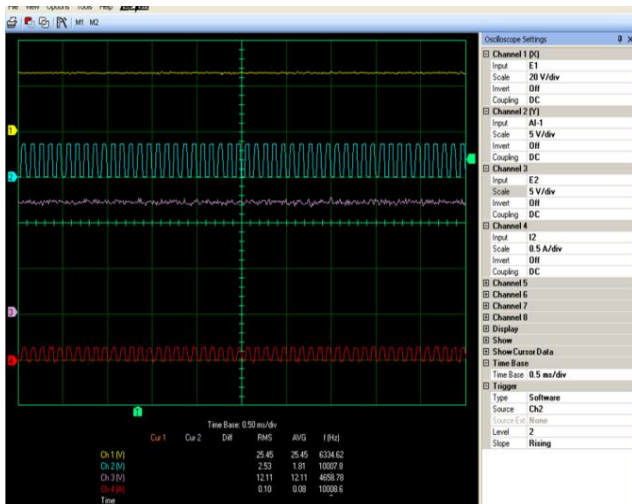 File View Options Tools Help
M1 M2
Oscilloscope Settings
Channel 1 (X)
Input E1
Scale 20 V/div
Invert Off
Coupling DC
Channel 2 (Y)
Input AI-1
Scale 5 V/div
Invert Off
Coupling DC
Channel 3
Input E2
Scale 5 V/div
Invert Off
Coupling DC
Channel 4
Input I2
Scale 0.5 A/div
Invert Off
Coupling DC
Channel 5
Channel 6
Channel 7
Channel 8
Display
Show
Show Cursor Data
Time Base
Time Base 0.5 ms/div
Trigger
Type Software
Source Ch2
Source Ext None
Level 2
Slope Rising
1
2
3
4
Time Base: 0.50 ms/div
Cur 1 Cur 2 Diff RMS AVG f (Hz)
Ch 1 (V) 25.45 25.45 6334.62
Ch 2 (V) 2.53 1.81 10007.8
Ch 3 (V) 12.11 12.11 4658.78
Ch 4 (A) 0.10 0.08 10008.6
Time